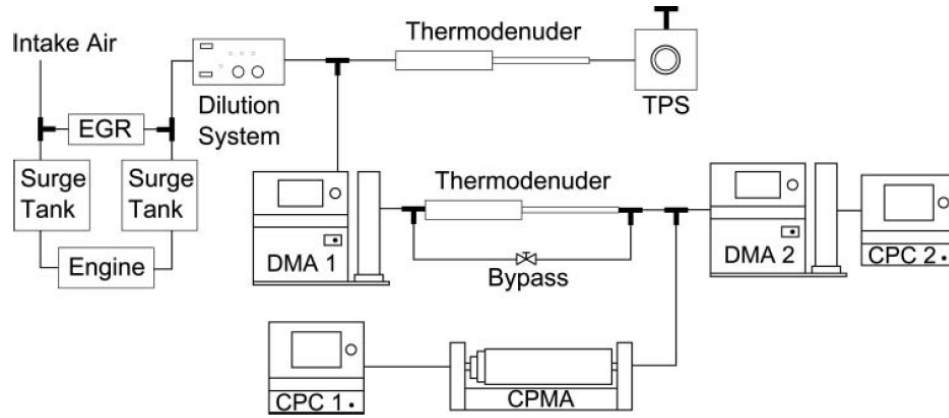 Intake Air
EGR
Surge
Tank
Surge
Tank
Engine
Dilution
System
Thermodenuder
TPS
DMA 1
Thermodenuder
Bypass
DMA 2
CPC 2
CPC 1
CPMA